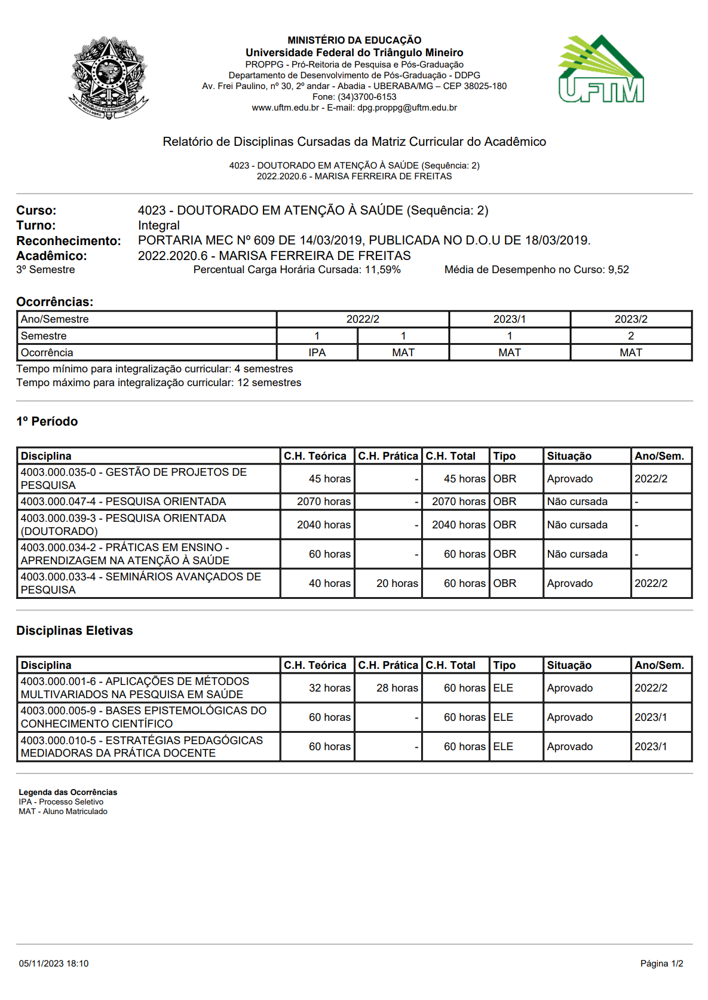 MINISTÉRIO DA EDUCAÇÃO
Universidade Federal do Triângulo Mineiro
PROPPG - Pró-Reitoria de Pesquisa e Pós-Graduação
Departamento de Desenvolvimento de Pós-Graduação - DDPG
Av. Frei Paulino, nº 30, 2º andar - Abadia - UBERABA/MG – CEP 38025-180
Fone: (34)3700-6153
www.uftm.edu.br - E-mail: dpg.proppg@uftm.edu.br
UFTM
REPÚBLICA FEDERATIVA DO BRASIL
15 DE NOVEMBRO de 1889
Relatório de Disciplinas Cursadas da Matriz Curricular do Acadêmico
4023 - DOUTORADO EM ATENÇÃO À SAÚDE (Sequência: 2)
2022.2020.6 - MARISA FERREIRA DE FREITAS
Curso: 4023 - DOUTORADO EM ATENÇÃO À SAÚDE (Sequência: 2)
Turno: Integral
Reconhecimento: PORTARIA MEC Nº 609 DE 14/03/2019, PUBLICADA NO D.O.U DE 18/03/2019.
Acadêmico: 2022.2020.6 - MARISA FERREIRA DE FREITAS
3º Semestre Percentual Carga Horária Cursada: 11,59% Média de Desempenho no Curso: 9,52
Ocorrências:
Ano/Semestre 2022/2 2023/1 2023/2
Semestre 1 1 1 2
Ocorrência IPA MAT MAT MAT
Tempo mínimo para integralização curricular: 4 semestres
Tempo máximo para integralização curricular: 12 semestres
1º Período
Disciplina C.H. Teórica C.H. Prática C.H. Total Tipo Situação Ano/Sem.
4003.000.035-0 - GESTÃO DE PROJETOS DE
PESQUISA 45 horas - 45 horas OBR Aprovado 2022/2
4003.000.047-4 - PESQUISA ORIENTADA 2070 horas - 2070 horas OBR Não cursada -
4003.000.039-3 - PESQUISA ORIENTADA
(DOUTORADO) 2040 horas - 2040 horas OBR Não cursada -
4003.000.034-2 - PRÁTICAS EM ENSINO -
APRENDIZAGEM NA ATENÇÃO À SAÚDE 60 horas - 60 horas OBR Não cursada -
4003.000.033-4 - SEMINÁRIOS AVANÇADOS DE
PESQUISA 40 horas 20 horas 60 horas OBR Aprovado 2022/2
Disciplinas Eletivas
Disciplina C.H. Teórica C.H. Prática C.H. Total Tipo Situação Ano/Sem.
4003.000.001-6 - APLICAÇÕES DE MÉTODOS
MULTIVARIADOS NA PESQUISA EM SAÚDE 32 horas 28 horas 60 horas ELE Aprovado 2022/2
4003.000.005-9 - BASES EPISTEMOLÓGICAS DO
CONHECIMENTO CIENTÍFICO 60 horas - 60 horas ELE Aprovado 2023/1
4003.000.010-5 - ESTRATÉGIAS PEDAGÓGICAS
MEDIADORAS DA PRÁTICA DOCENTE 60 horas - 60 horas ELE Aprovado 2023/1
Legenda das Ocorrências
IPA - Processo Seletivo
MAT - Aluno Matriculado
05/11/2023 18:10 Página 1/2